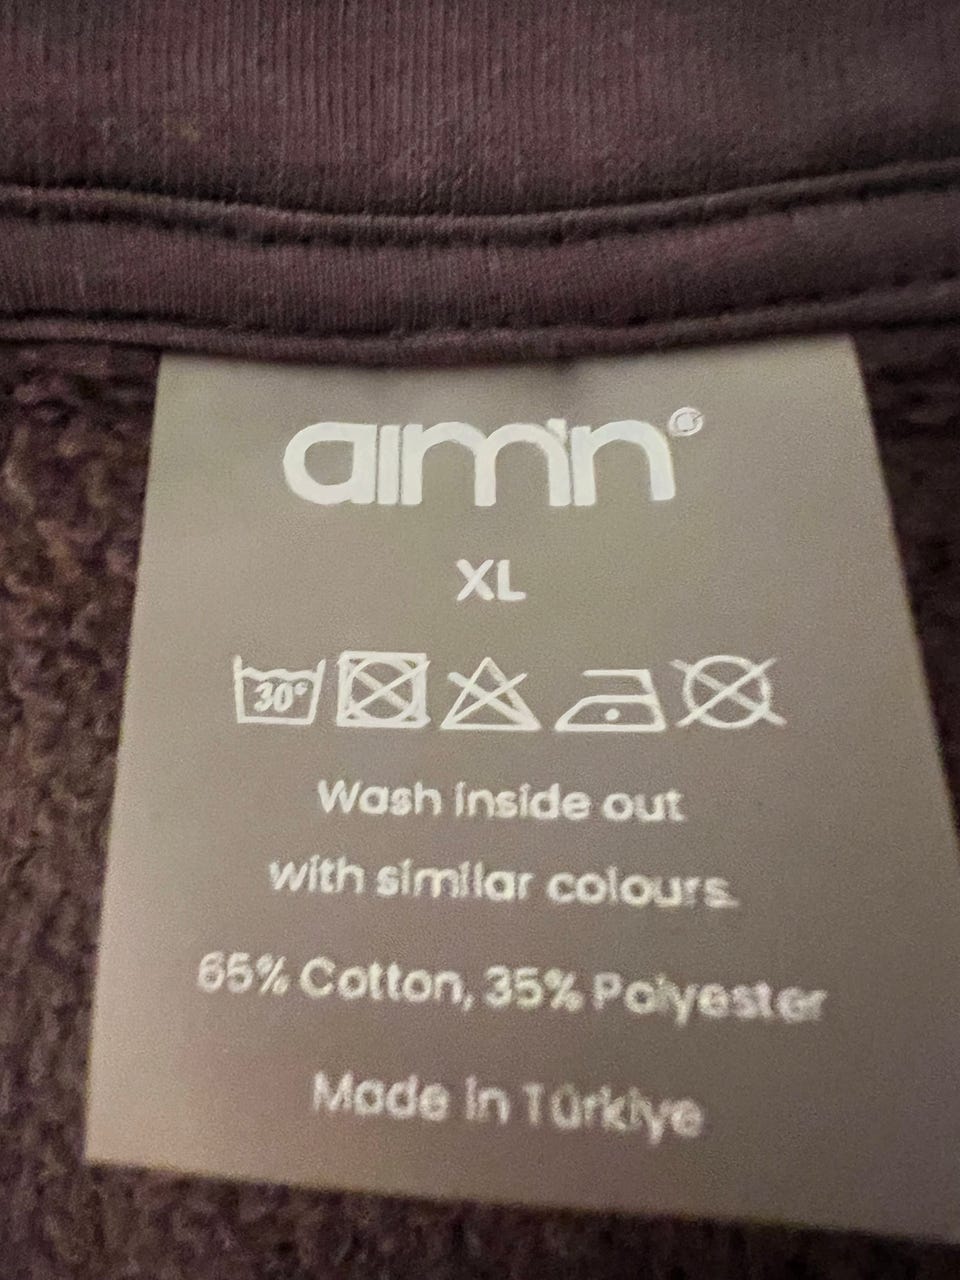 aim'n
XL
30°
Wash inside out
with similar colours.
65% Cotton, 35% Polyester
Made in Türkiye